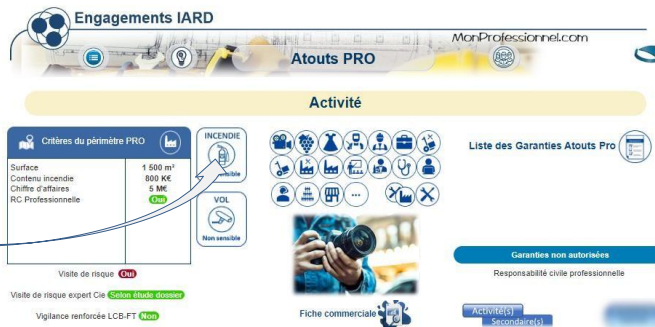 Engagements IARD
MonProfessionnel.com
Atouts PRO
Activité
Critères du périmètre PRO
Surface 1 500 m²
Contenu incendie 800 K€
Chiffre d'affaires 5 M€
RC Professionnelle Oui
INCENDIE
VOL
Non sensible
Liste des Garanties Atouts Pro
Garanties non autorisées
Responsabilité civile professionnelle
Visite de risque Oui
Visite de risque expert Cie Selon étude dossier
Vigilance renforcée LCB-FT Non
Fiche commerciale
Activité(s)
Secondaire(s)